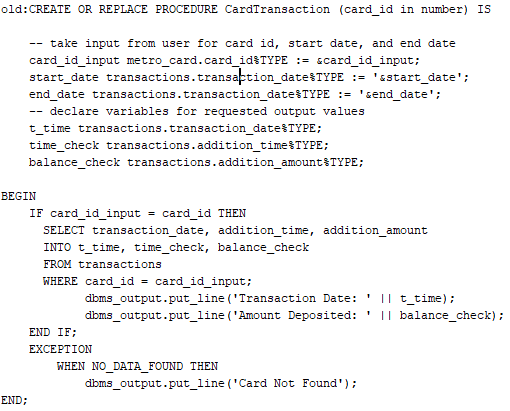 old:CREATE OR REPLACE PROCEDURE CardTransaction (card_id in number) IS
-- take input from user for card id, start date, and end date
card_id_input metro_card.card_id%TYPE := &card_id_input;
start_date transactions.transaction_date%TYPE := '&start_date';
end_date transactions.transaction_date%TYPE := '&end_date';
-- declare variables for requested output values
t_time transactions.transaction_date%TYPE;
time_check transactions.addition_time%TYPE;
balance_check transactions.addition_amount%TYPE;
BEGIN
IF card_id_input = card_id THEN
SELECT transaction_date, addition_time, addition_amount
INTO t_time, time_check, balance_check
FROM transactions
WHERE card_id = card_id_input;
dbms_output.put_line('Transaction Date: ' || t_time);
dbms_output.put_line('Amount Deposited: ' || balance_check);
END IF;
EXCEPTION
WHEN NO_DATA_FOUND THEN
dbms_output.put_line('Card Not Found');
END;